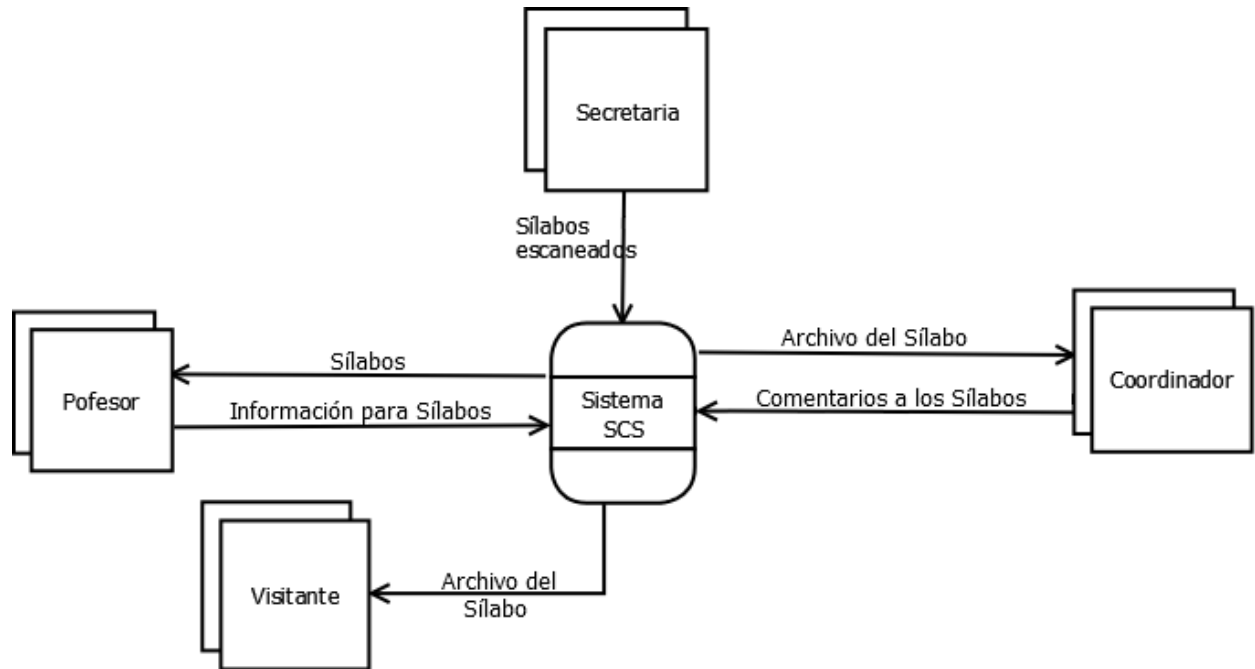 Secretaria
Sílabos
escaneados
Sílabos
Archivo del Sílabo
Pofesor
Información para Sílabos
Sistema
SCS
Comentarios a los Sílabos
Coordinador
Visitante
Archivo del
Sílabo